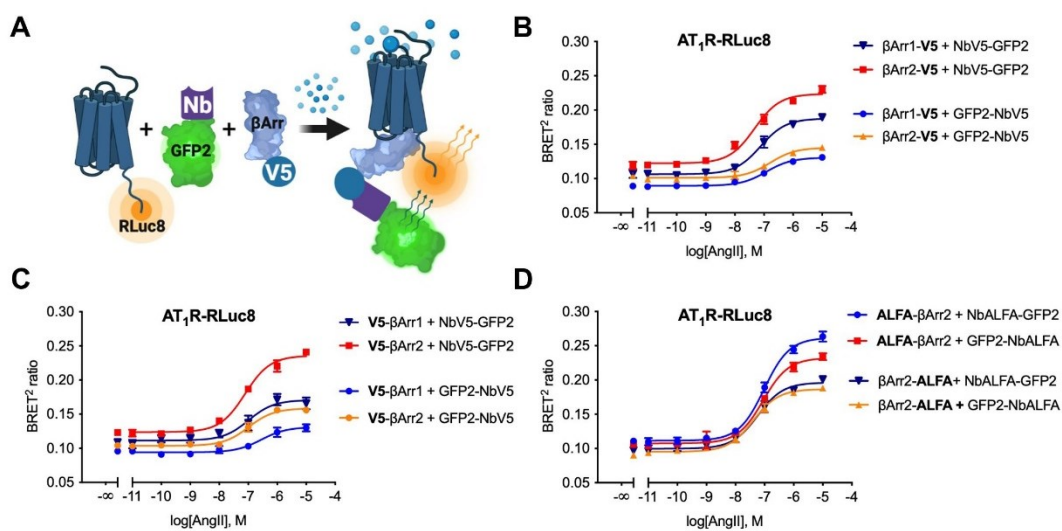 A
Nb
GFP2
+
+
βArr
V5
RLuc8
B
AT₁R-RLuc8
BRET² ratio
0.30
0.25
0.20
0.15
0.10
0.05
-∞ -11 -10 -9 -8 -7 -6 -5 -4
log[AngII], M
βArr1-V5 + NbV5-GFP2
βArr2-V5 + NbV5-GFP2
βArr1-V5 + GFP2-NbV5
βArr2-V5 + GFP2-NbV5
C
AT₁R-RLuc8
BRET² ratio
0.30
0.25
0.20
0.15
0.10
0.05
-∞ -11 -10 -9 -8 -7 -6 -5 -4
log[AngII], M
V5-βArr1 + NbV5-GFP2
V5-βArr2 + NbV5-GFP2
V5-βArr1 + GFP2-NbV5
V5-βArr2 + GFP2-NbV5
D
AT₁R-RLuc8
BRET² ratio
0.30
0.25
0.20
0.15
0.10
0.05
-∞ -11 -10 -9 -8 -7 -6 -5 -4
log[AngII], M
ALFA-βArr2 + NbALFA-GFP2
ALFA-βArr2 + GFP2-NbALFA
βArr2-ALFA+ NbALFA-GFP2
βArr2-ALFA + GFP2-NbALFA